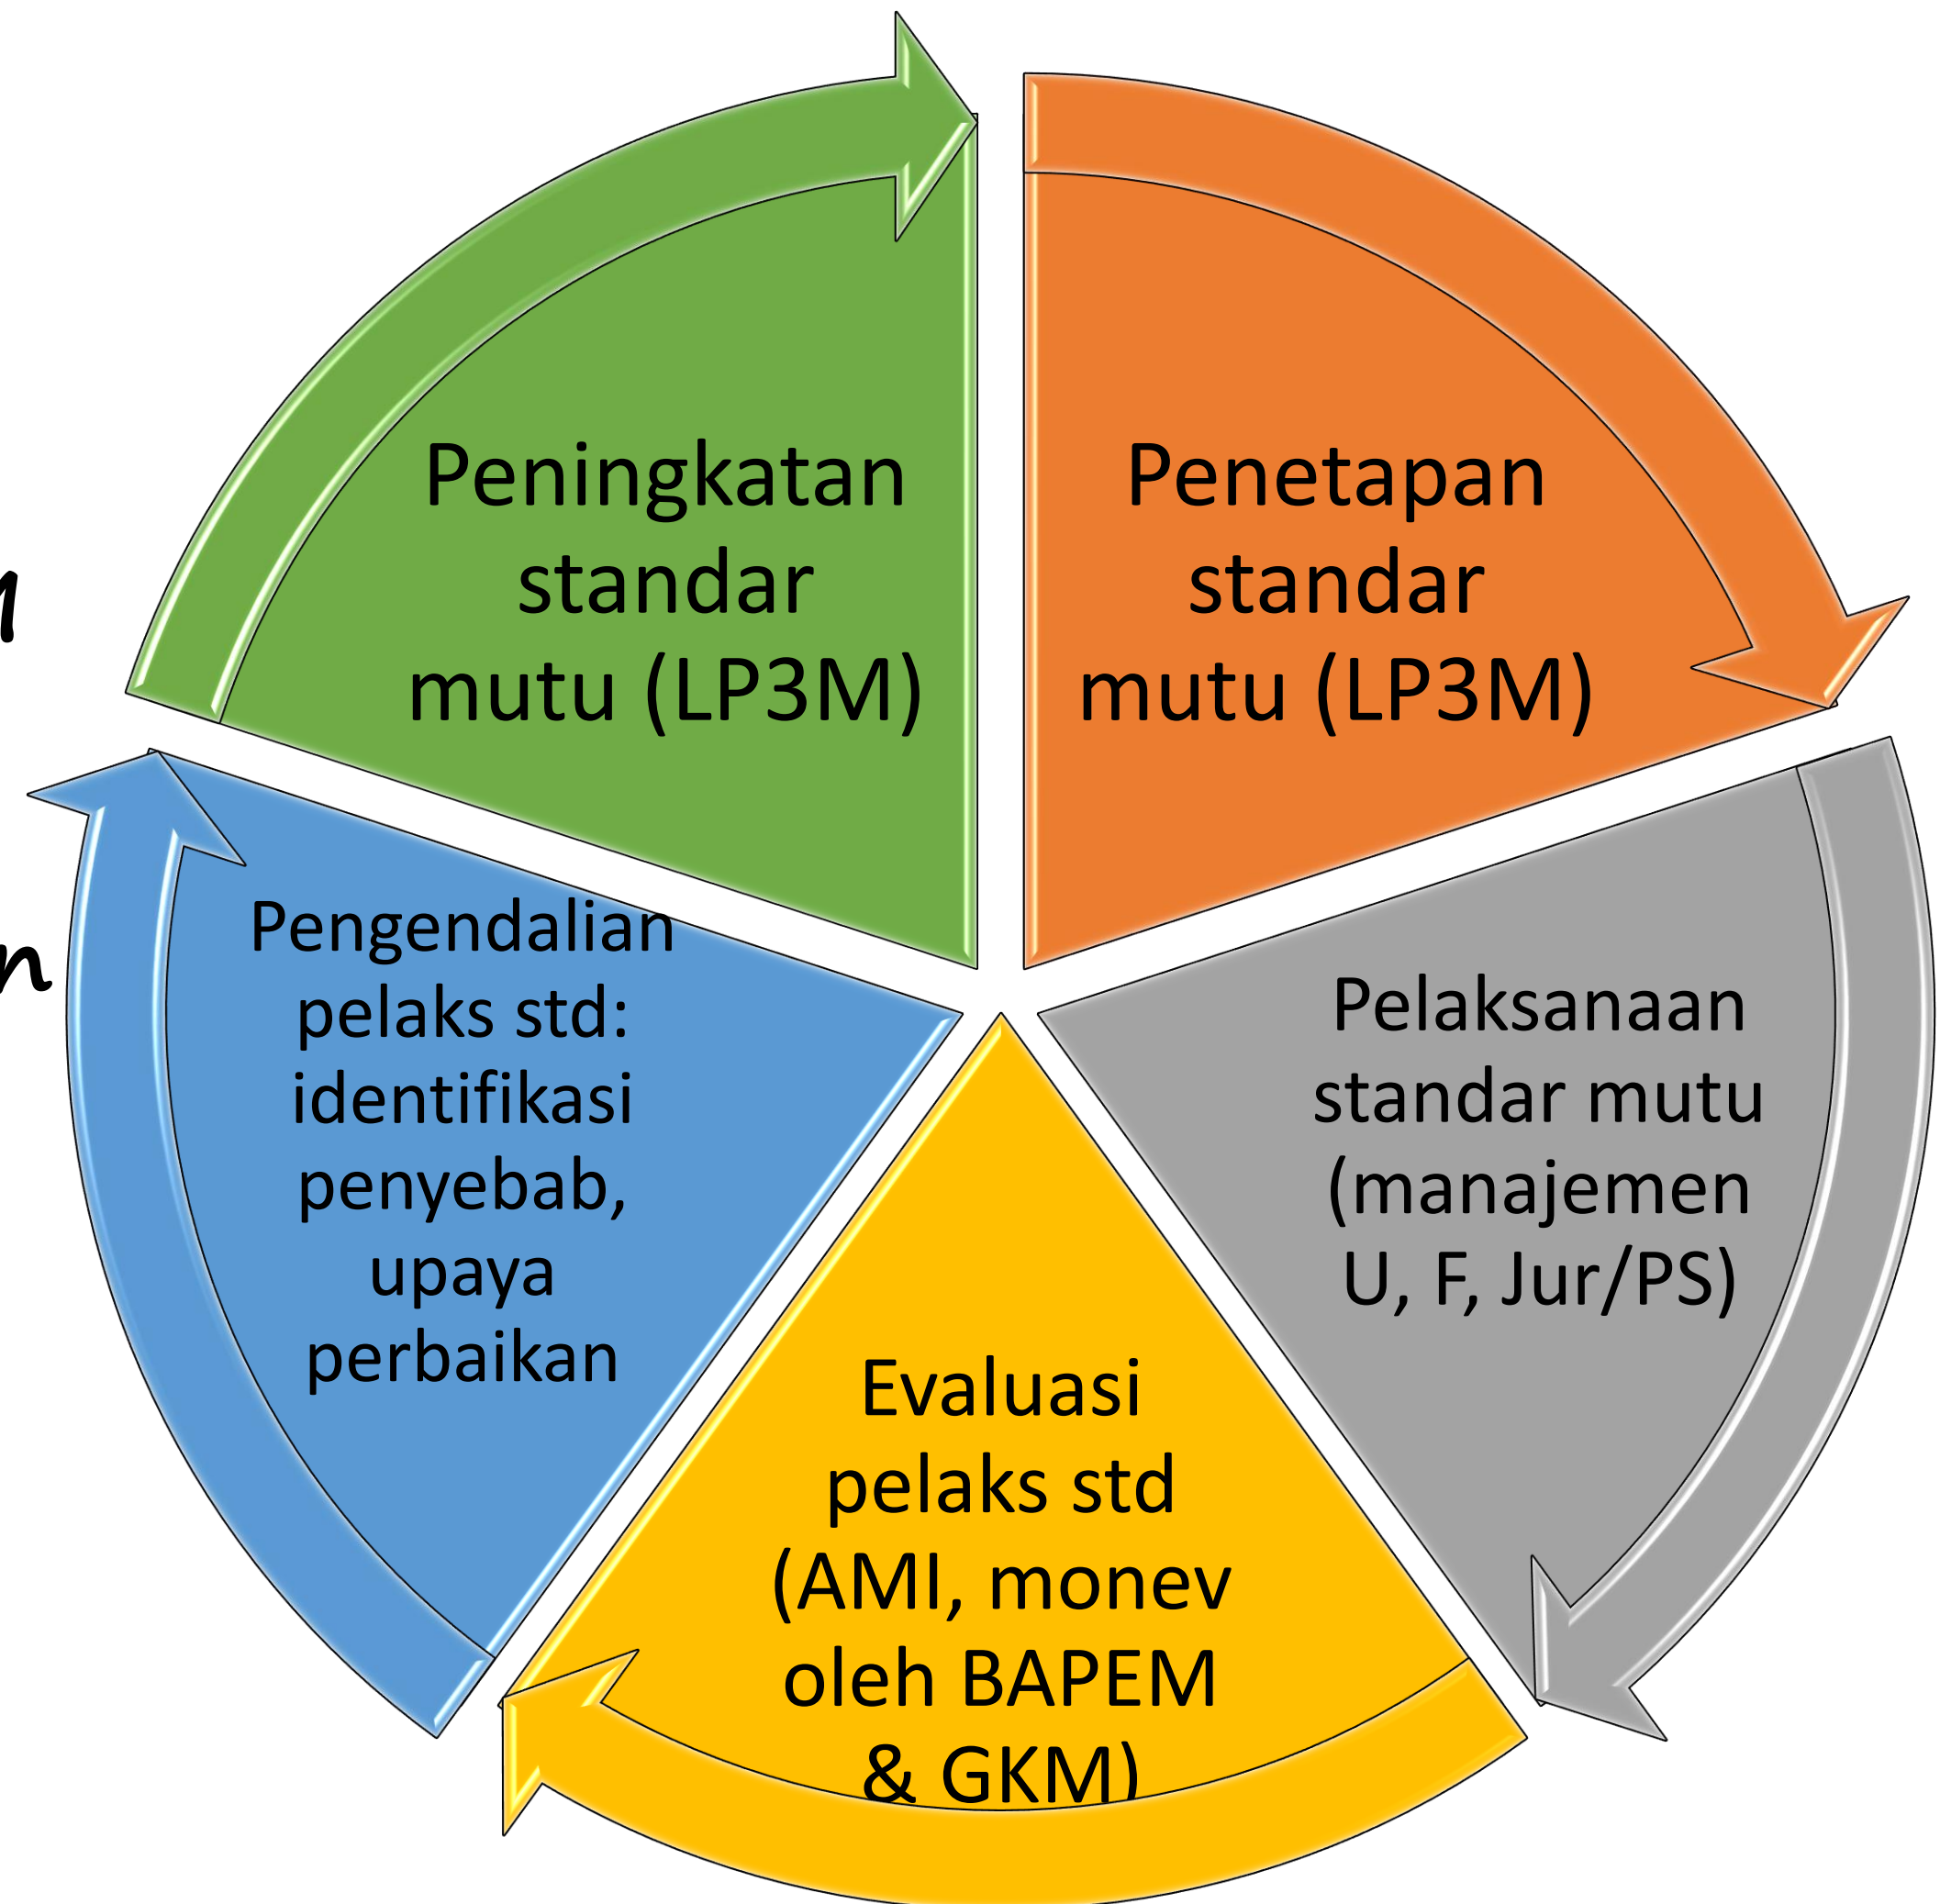 Peningkatan
standar
mutu (LP3M)
Penetapan
standar
mutu (LP3M)
Pelaksanaan
standar mutu
(manajemen
U, F, Jur/PS)
Evaluasi
pelaks std
(AMI, monev
oleh BAPEM
& GKM)
Pengendalian
pelaks std:
identifikasi
penyebab,
upaya
perbaikan